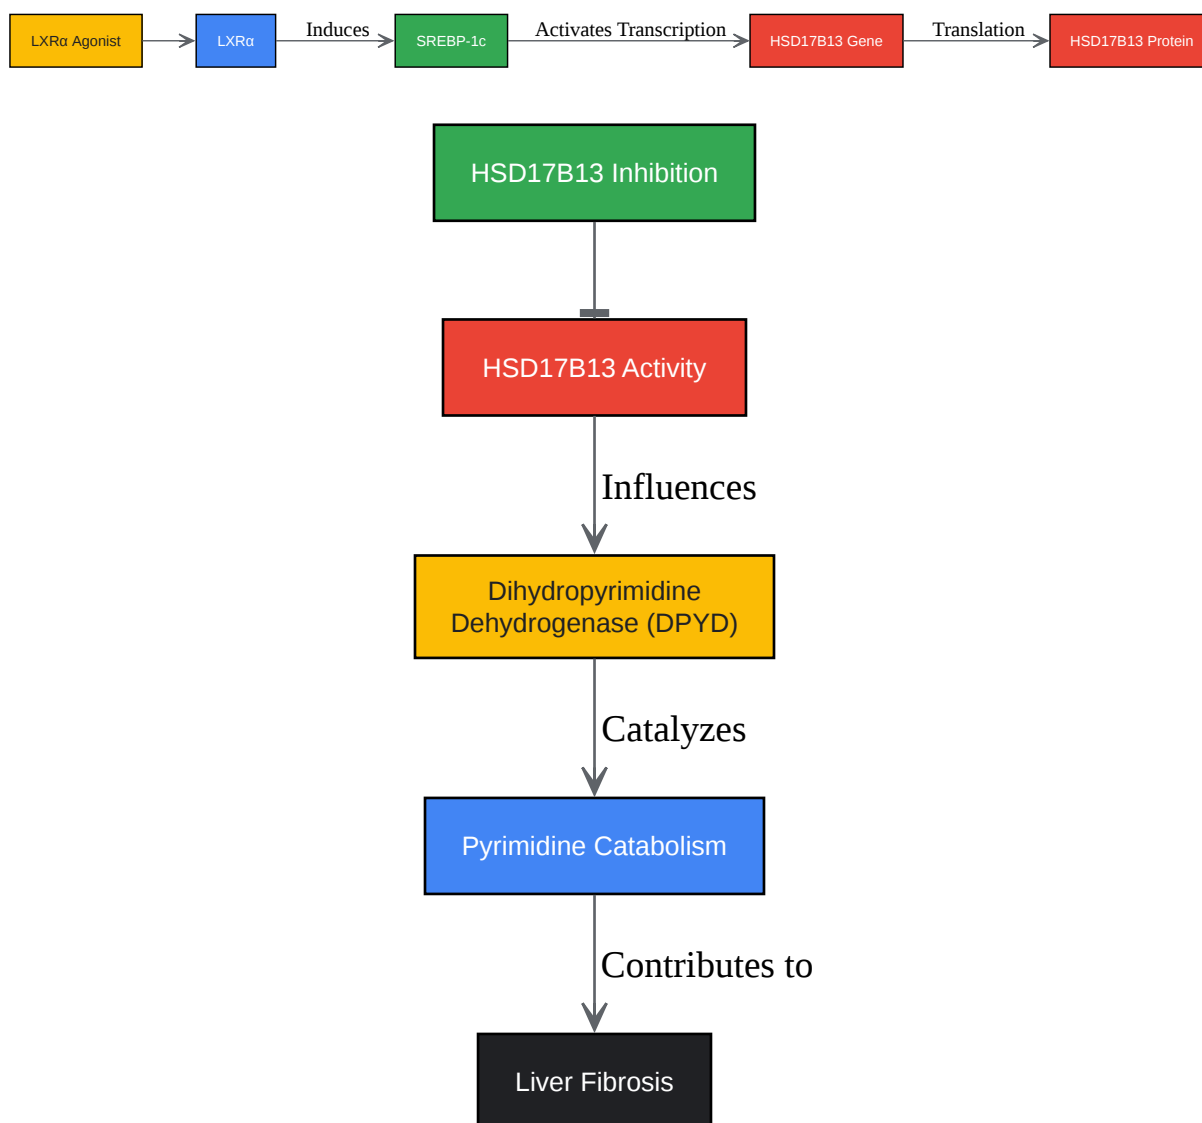 LXRα Agonist
LXRα
Induces
SREBP-1c
Activates Transcription
HSD17B13 Gene
Translation
HSD17B13 Protein
HSD17B13 Inhibition
HSD17B13 Activity
Influences
Dihydropyrimidine
Dehydrogenase (DPYD)
Catalyzes
Pyrimidine Catabolism
Contributes to
Liver Fibrosis